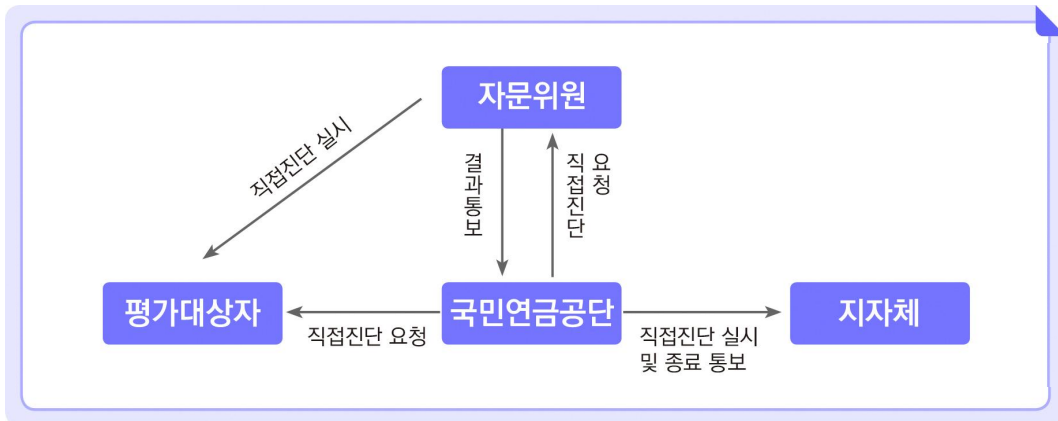 자문위원
직접진단 실시
결과통보
직접진단
요청
평가대상자
국민연금공단
지자체
직접진단 요청
직접진단 실시
및 종료 통보